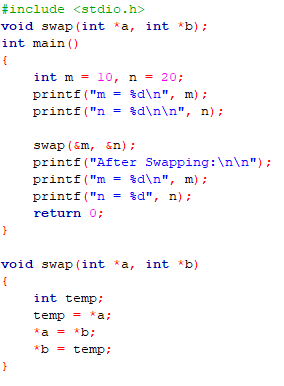 #include <stdio.h>
void swap(int *a, int *b);
int main()
{
    int m = 10, n = 20;
    printf("m = %d\n", m);
    printf("n = %d\n\n", n);

    swap(&m, &n);
    printf("After Swapping:\n\n");
    printf("m = %d\n", m);
    printf("n = %d", n);
    return 0;
}

void swap(int *a, int *b)
{
    int temp;
    temp = *a;
    *a = *b;
    *b = temp;
}